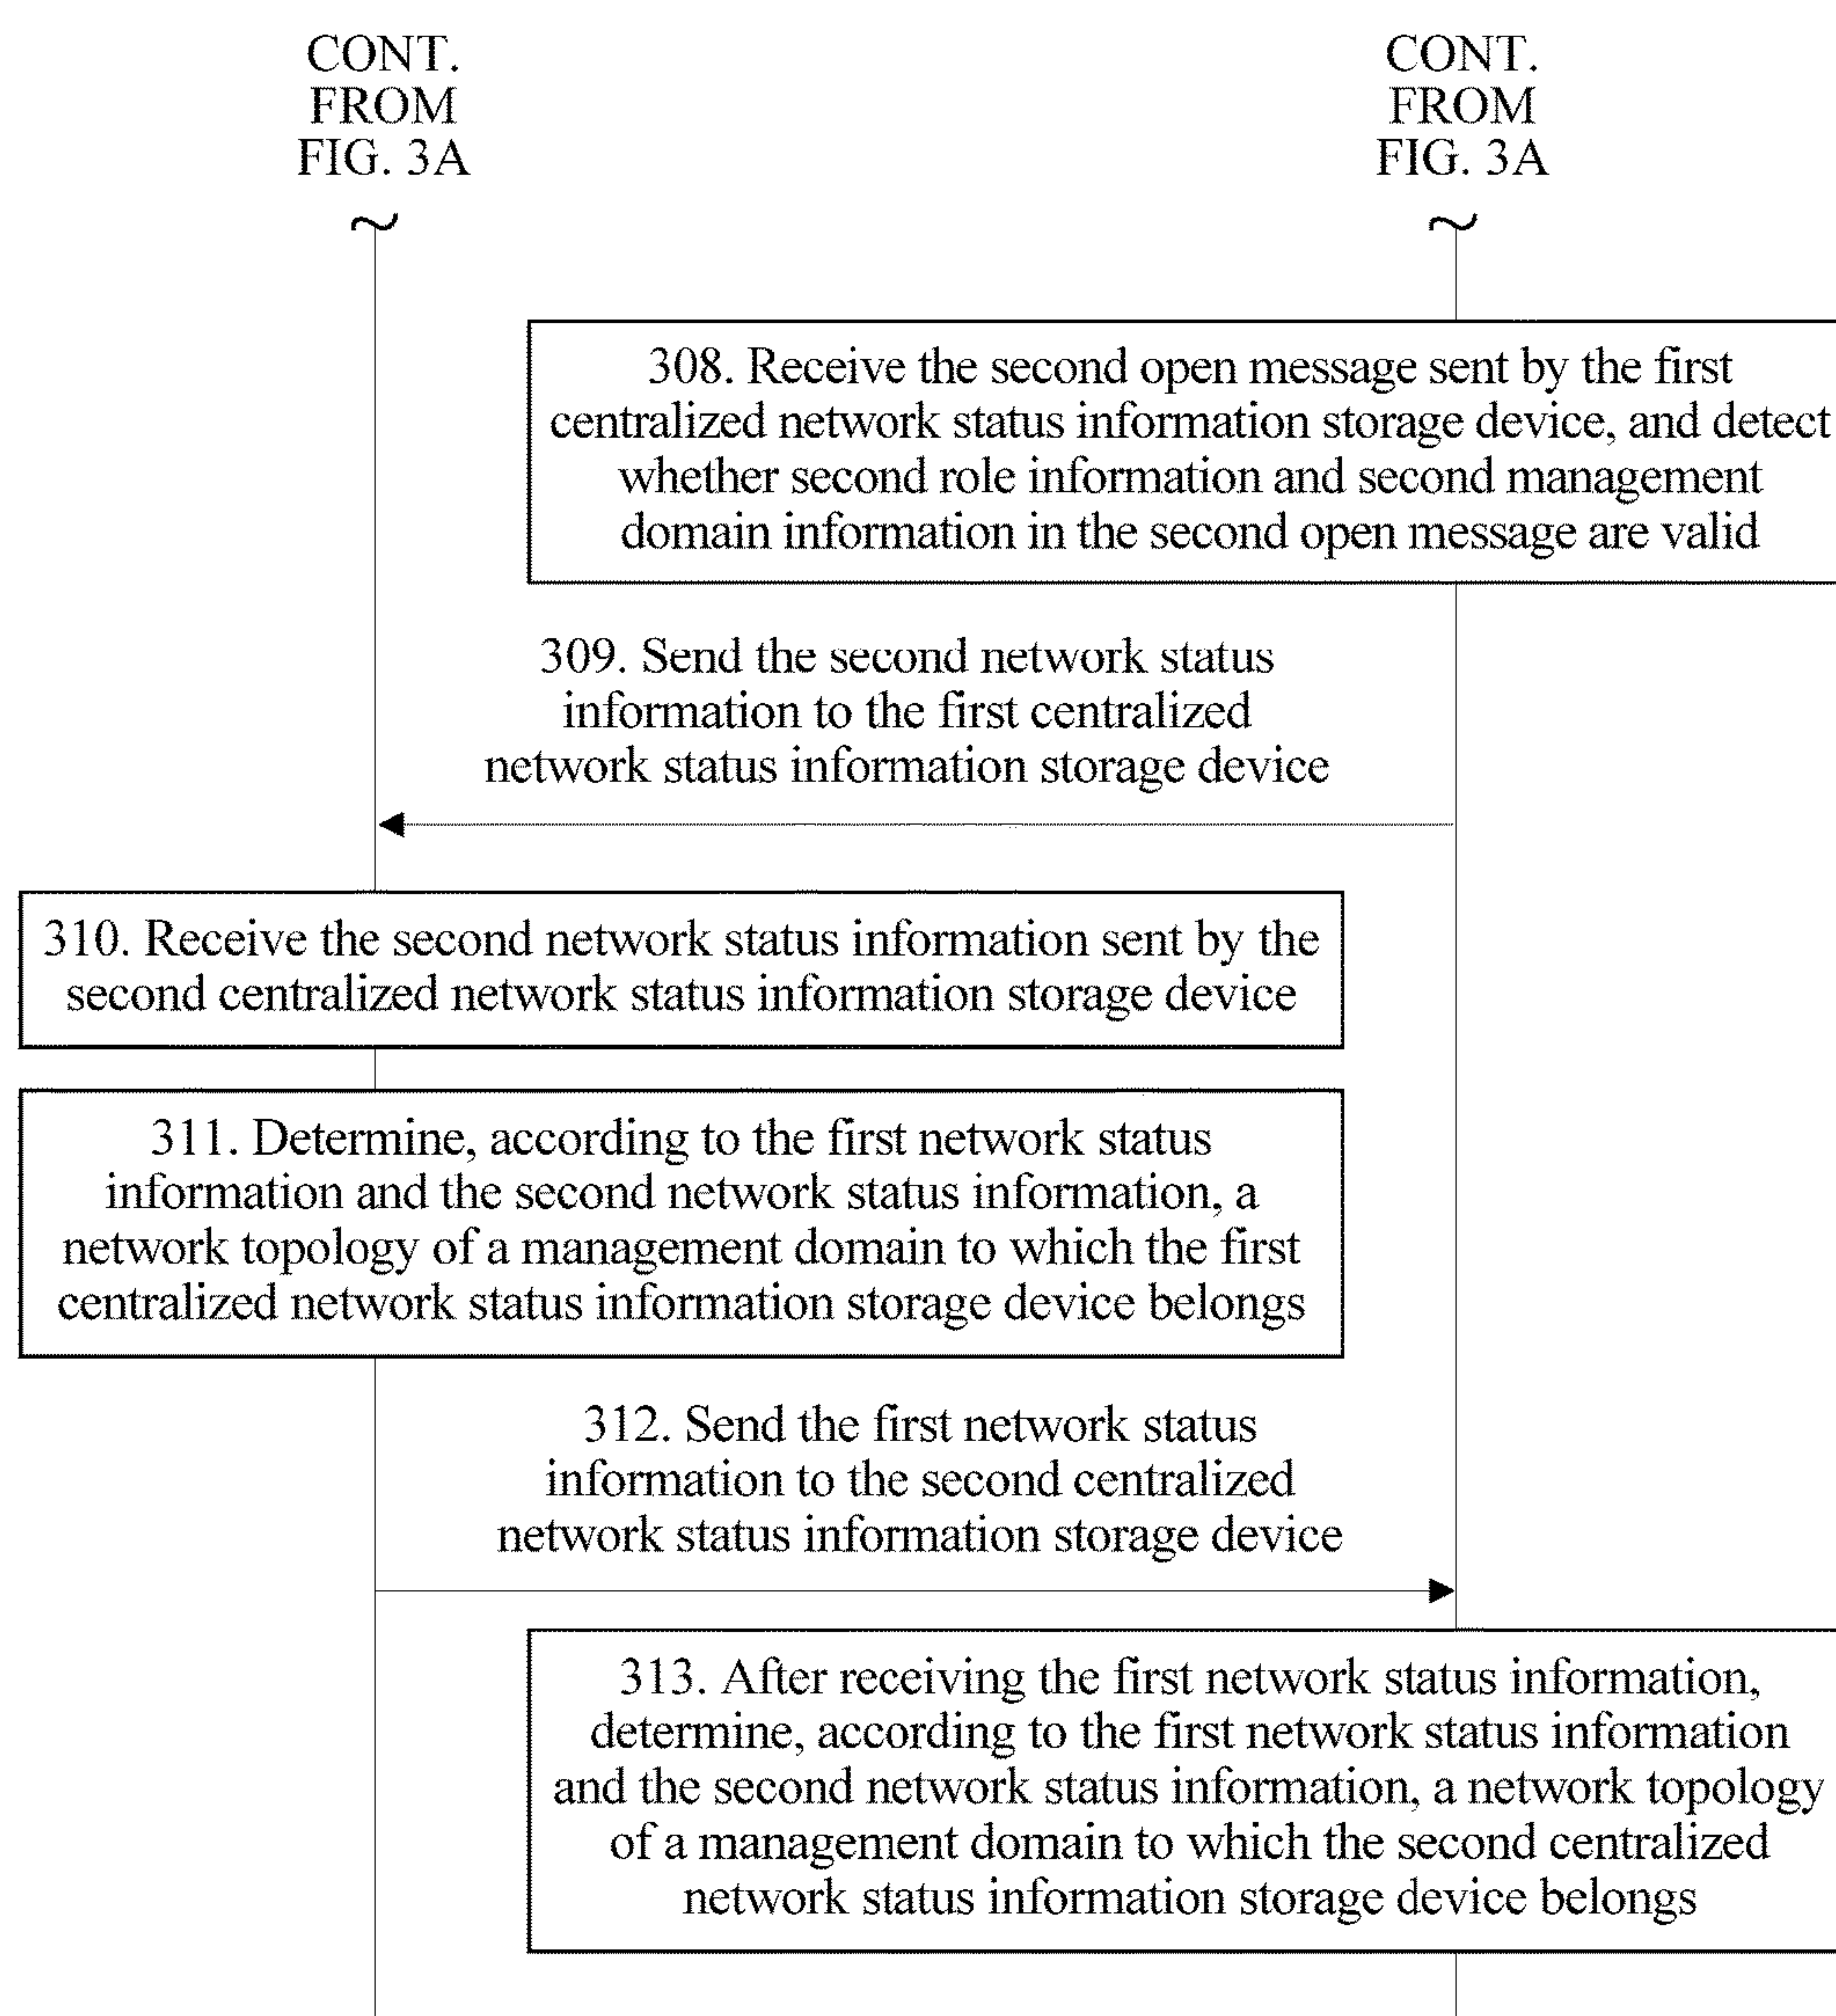 CONT.
FROM
FIG. 3A
CONT.
FROM
FIG. 3A
308. Receive the second open message sent by the first
centralized network status information storage device, and detect
whether second role information and second management
domain information in the second open message are valid
309. Send the second network status
information to the first centralized
network status information storage device
310. Receive the second network status information sent by the
second centralized network status information storage device
311. Determine, according to the first network status
information and the second network status information, a
network topology of a management domain to which the first
centralized network status information storage device belongs
312. Send the first network status
information to the second centralized
network status information storage device
313. After receiving the first network status information,
determine, according to the first network status information
and the second network status information, a network topology
of a management domain to which the second centralized
network status information storage device belongs